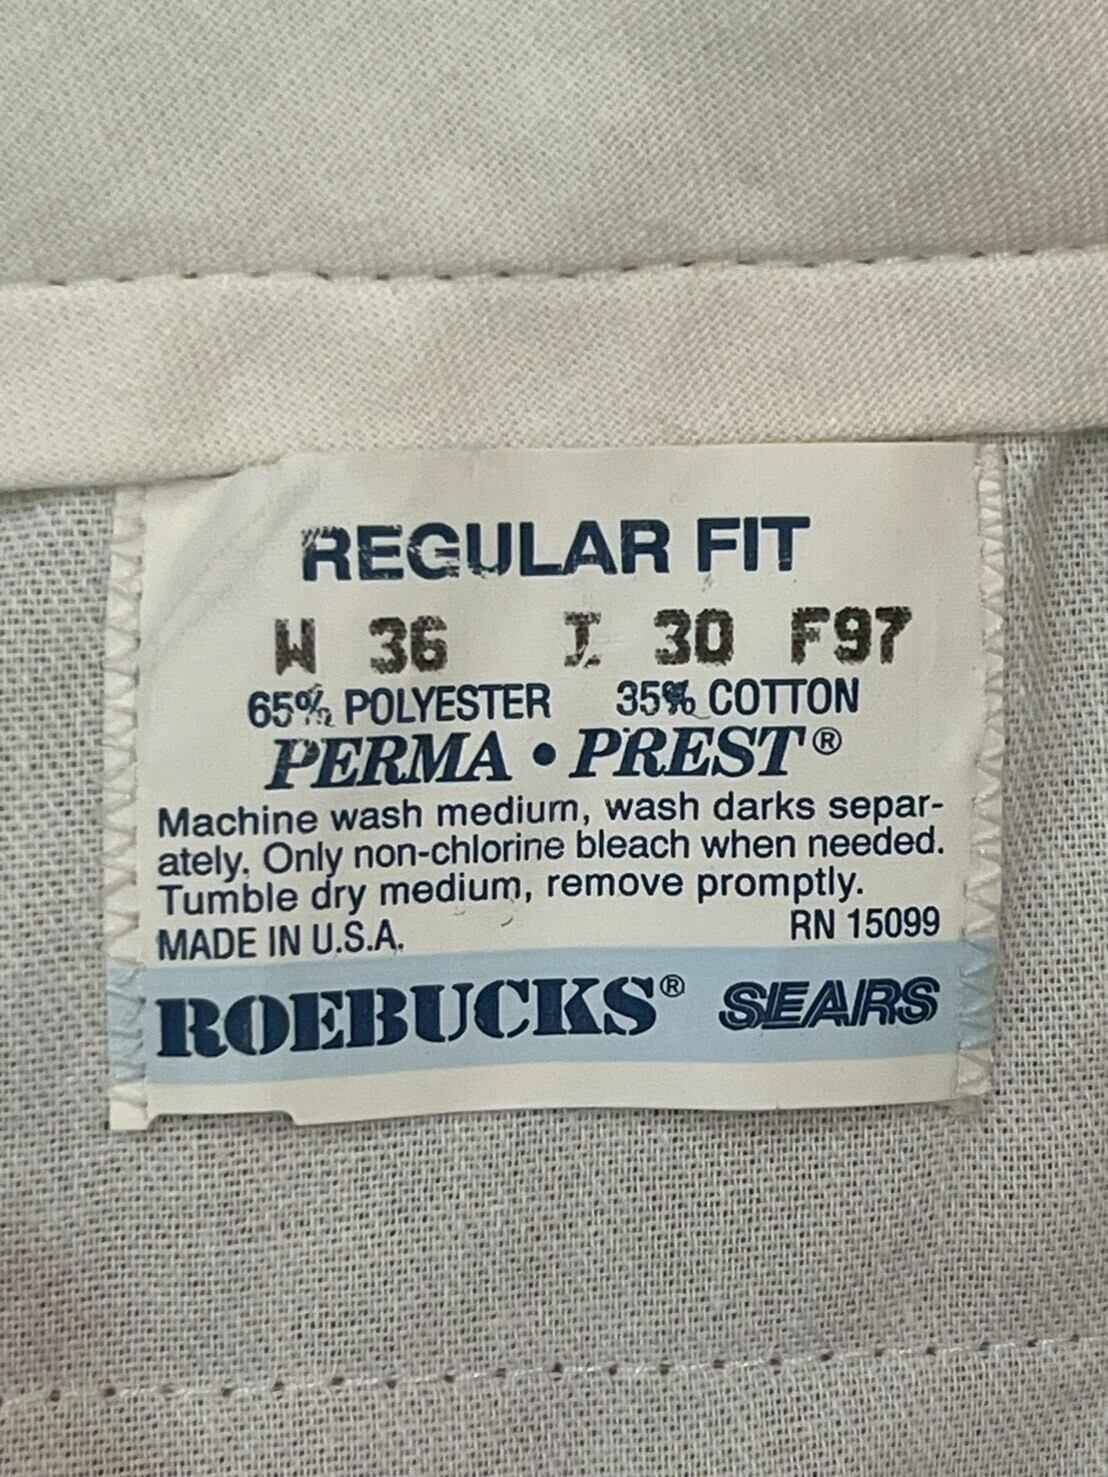 REGULAR FIT
W 36 I 30 F97
65% POLYESTER 35% COTTON
PERMA • PREST®
Machine wash medium, wash darks separ-
ately. Only non-chlorine bleach when needed.
Tumble dry medium, remove promptly.
MADE IN U.S.A. RN 15099
ROEBUCKS® SEARS